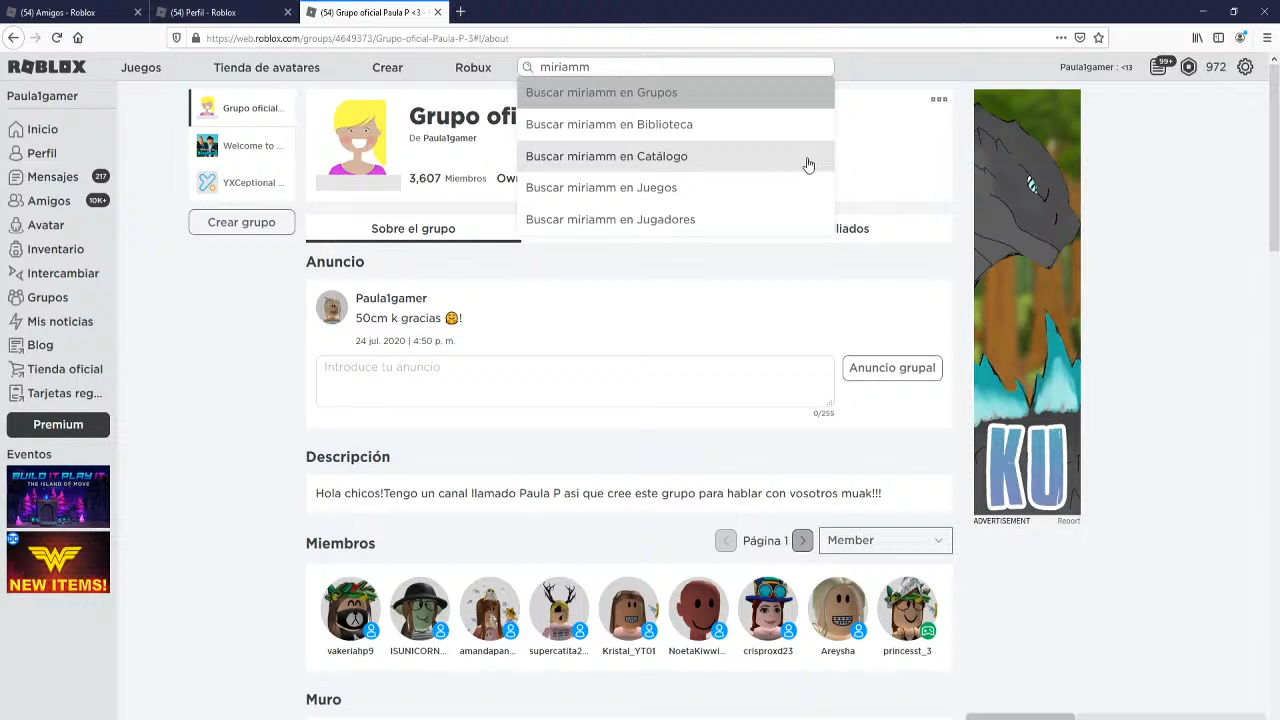 (54) Amigos - Roblox
(54) Perfil - Roblox
(54) Grupo oficial Paula P <3 -
https://web.roblox.com/groups/4649373/Grupo-oficial-Paula-P-3#!/about
ROBLOX
Juegos
Tienda de avatares
Crear
Robux
miriamm
Paula1gamer : <13
99+
972
Buscar miriamm en Grupos
Buscar miriamm en Biblioteca
Buscar miriamm en Catálogo
Buscar miriamm en Juegos
Buscar miriamm en Jugadores
Paula1gamer
Inicio
Perfil
Mensajes 217
Amigos 10K+
Avatar
Inventario
Intercambiar
Grupos
Mis noticias
Blog
Tienda oficial
Tarjetas reg...
Premium
Eventos
BUILD IT PLAY IT
THE ISLAND OF MOVE
DC
NEW ITEMS!
Grupo oficial...
Welcome to ...
YXCeptional ...
Crear grupo
Grupo ofi
De Paula1gamer
3,607 Miembros Own
Sobre el grupo
liados
Anuncio
Paula1gamer
50cm k gracias 🤗!
24 jul. 2020 | 4:50 p. m.
Introduce tu anuncio
Anuncio grupal
0/255
Descripción
Hola chicos!Tengo un canal llamado Paula P asi que cree este grupo para hablar con vosotros muak!!!
Miembros
Página 1
Member
vakeriahp9
ISUNICORN...
amandapan...
supercatita2...
Kristal_YT01
NoetaKiwwi...
crisproxd23
Areysha
princesst_3
Muro
KU
ADVERTISEMENT
Report